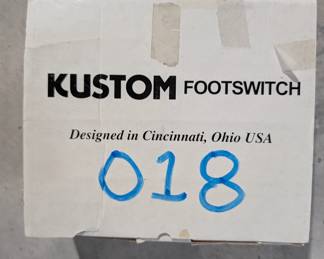 KUSTOM FOOTSWITCH
Designed in Cincinnati, Ohio USA
018